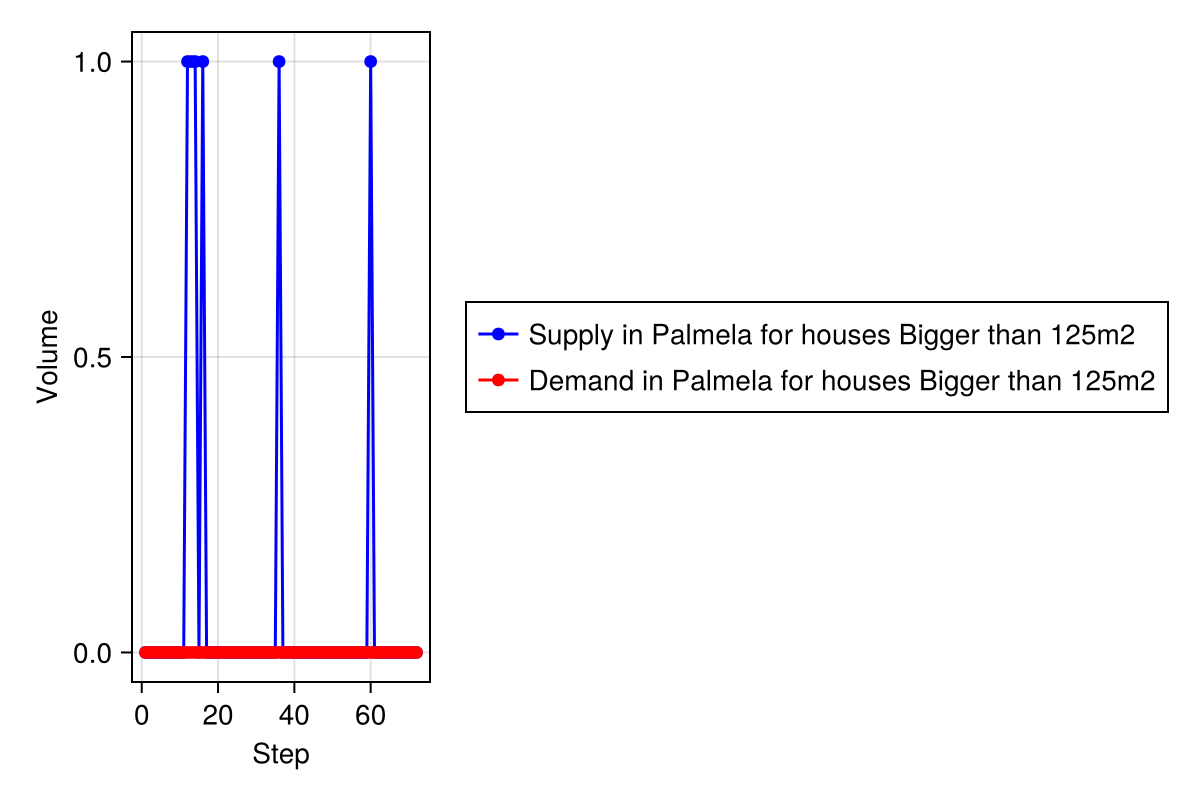 1.0
0.5
0.0
Volume
0
20
40
60
Step
Supply in Palmela for houses Bigger than 125m2
Demand in Palmela for houses Bigger than 125m2